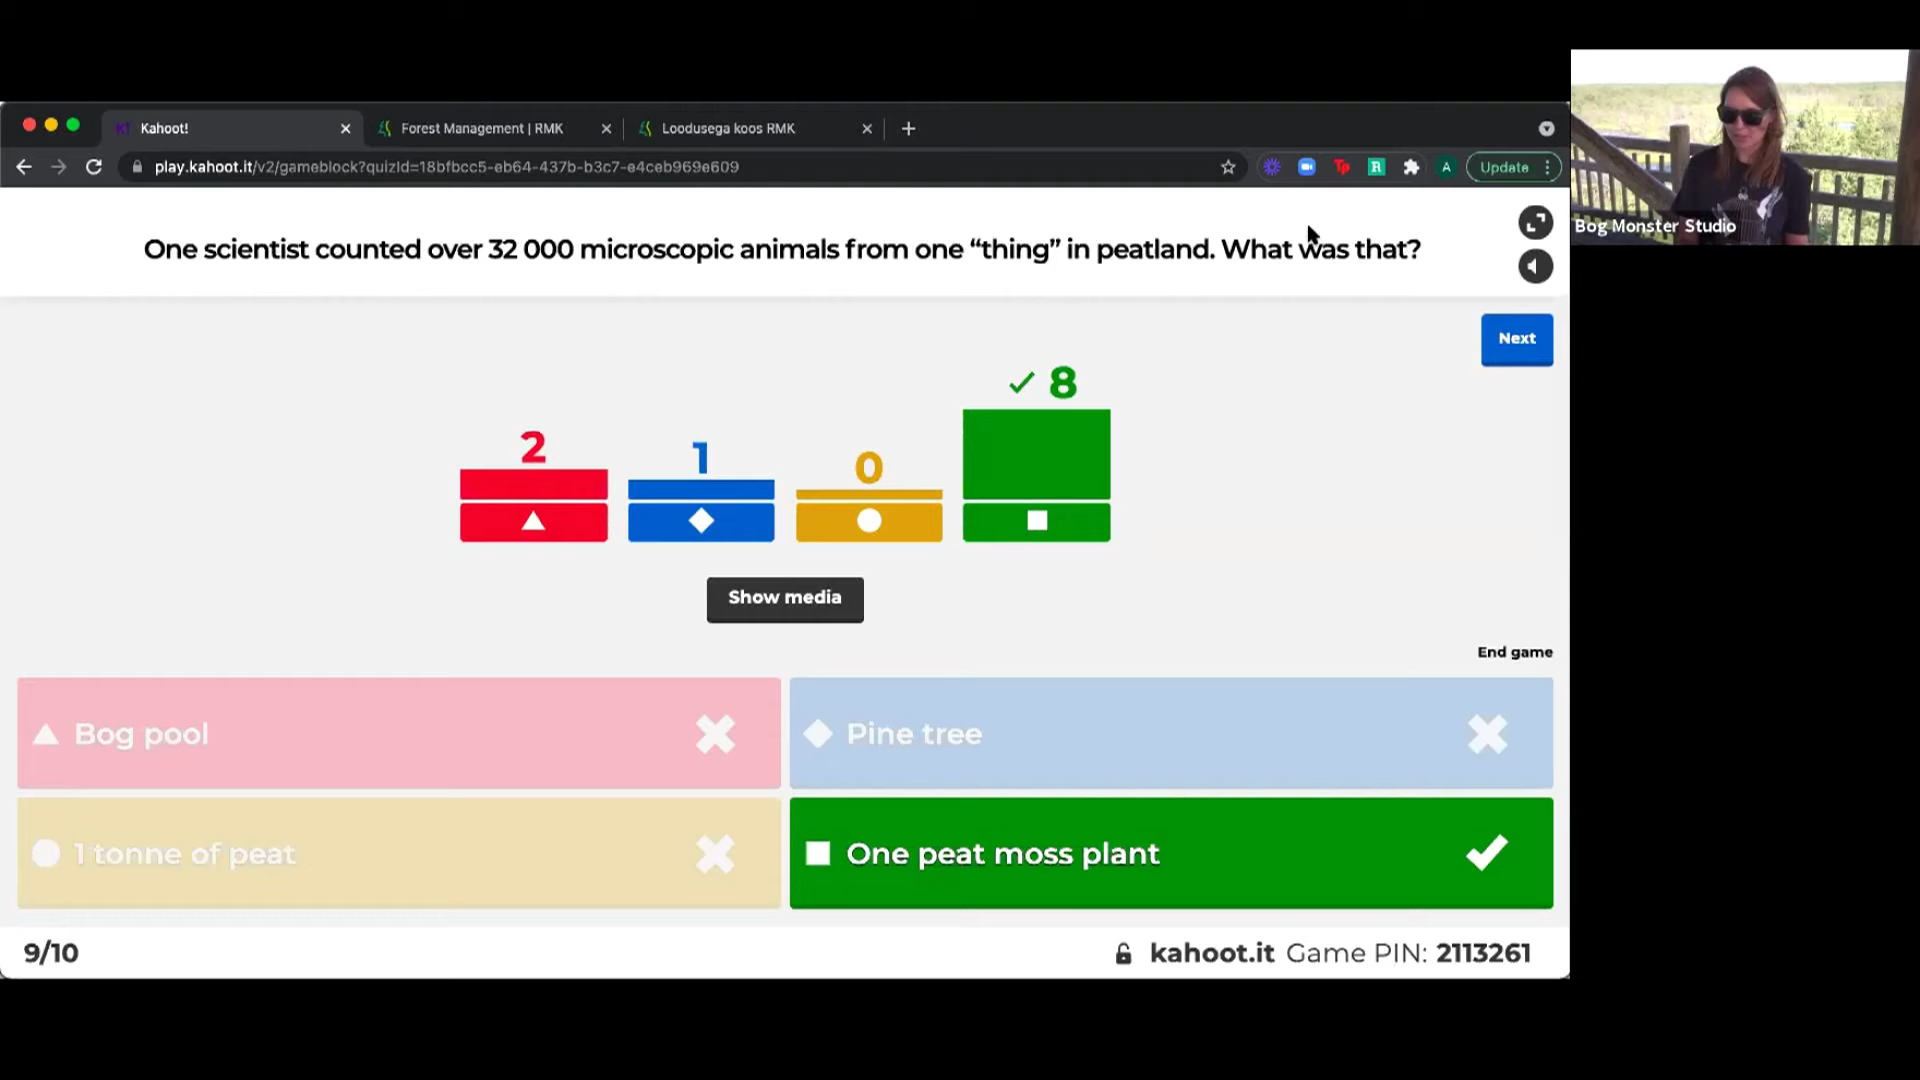 Kahoot!
Forest Management | RMK
Loodusega koos RMK
play.kahoot.it/v2/gameblock?quizId=18bfbcc5-eb64-437b-b3c7-e4ceb969e609
Tp
R
A
Update
One scientist counted over 32 000 microscopic animals from one “thing” in peatland. What was that?
Bog Monster Studio
Next
8
2
1
0
Show media
End game
Bog pool
Pine tree
1 tonne of peat
One peat moss plant
9/10
kahoot.it Game PIN: 2113261